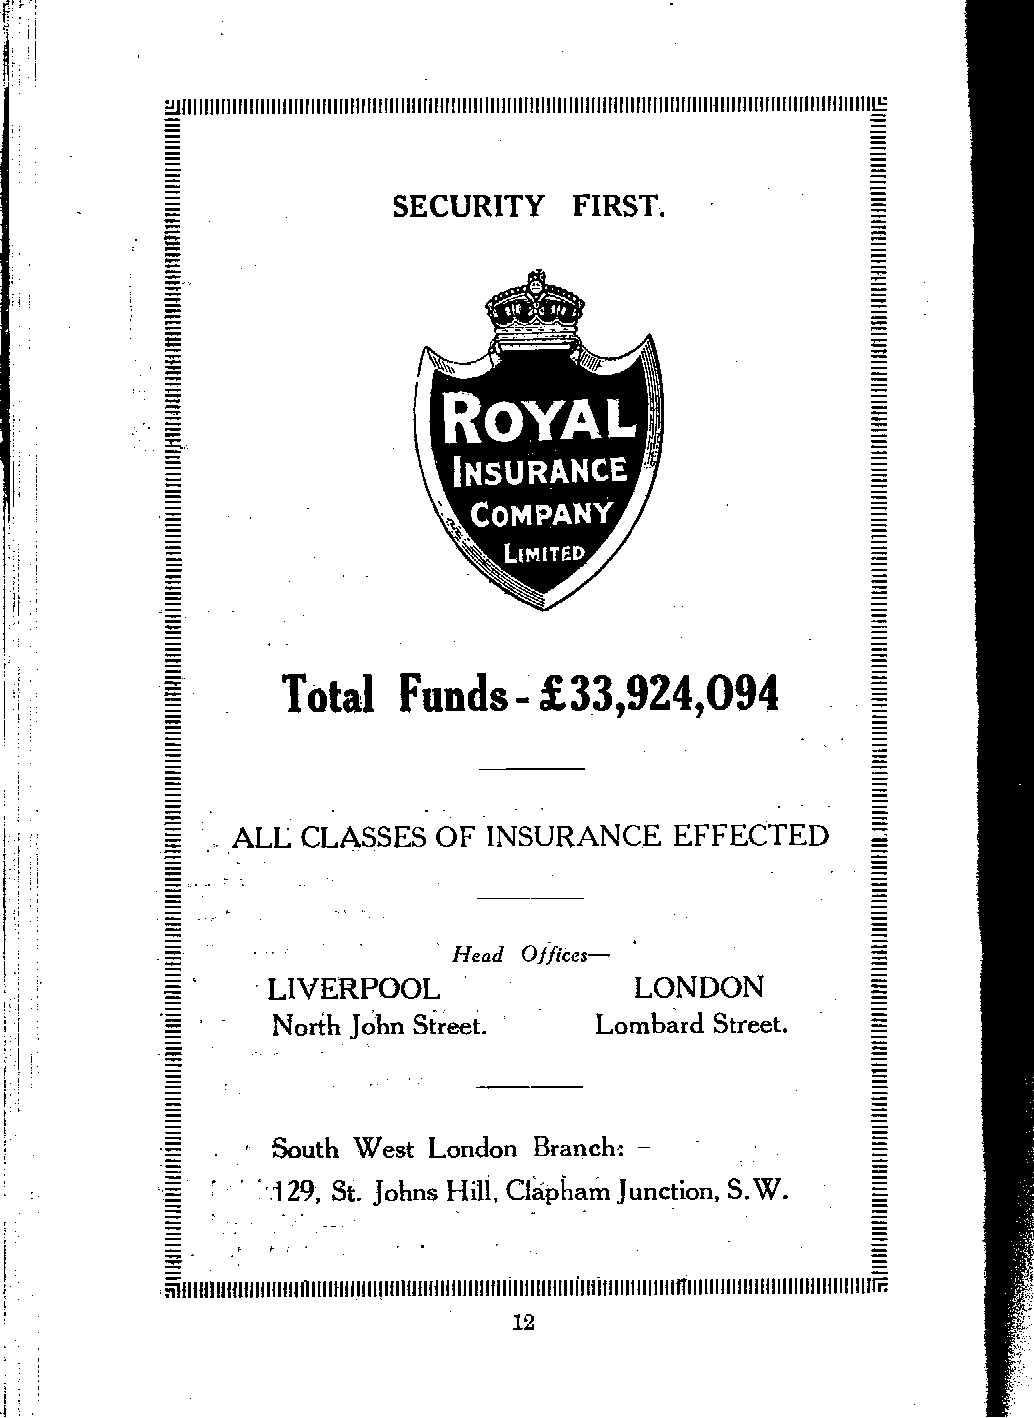 SECURITY FIRST.
ROYAL
INSURANCE
COMPANY
LIMITED
Total Funds - £33,924,094
ALL CLASSES OF INSURANCE EFFECTED
Head Offices—
LIVERPOOL LONDON
North John Street. Lombard Street.
South West London Branch: –
129, St. Johns Hill, Clapham Junction, S.W.
12